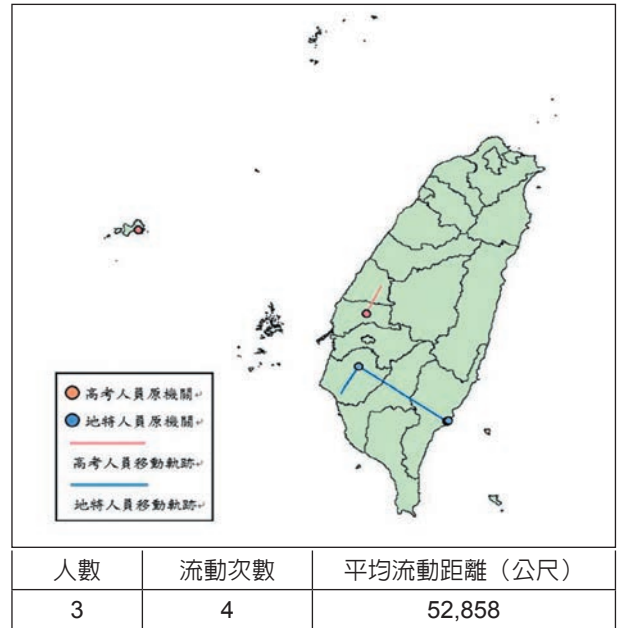 高考人員原機關
地特人員原機關
高考人員移動軌跡
地特人員移動軌跡
人數 流動次數 平均流動距離（公尺）
3 4 52,858